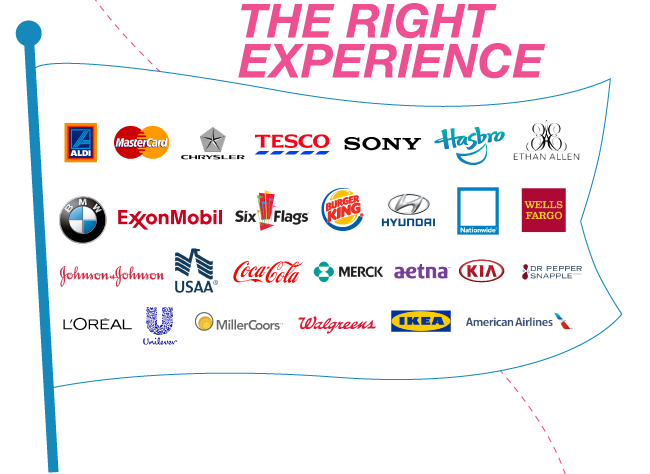 THE RIGHT
EXPERIENCE
ALDI
MasterCard
CHRYSLER
TESCO
SONY
Hasbro
ETHAN ALLEN
BMW
ExxonMobil
Six Flags
BURGER
KING
HYUNDAI
Nationwide
WELLS
FARGO
Johnson & Johnson
USAA®
Coca-Cola
MERCK
aetna
KIA
DR PEPPER
SNAPPLE
L'ORÉAL
Unilever
MillerCoors
Walgreens
IKEA
American Airlines